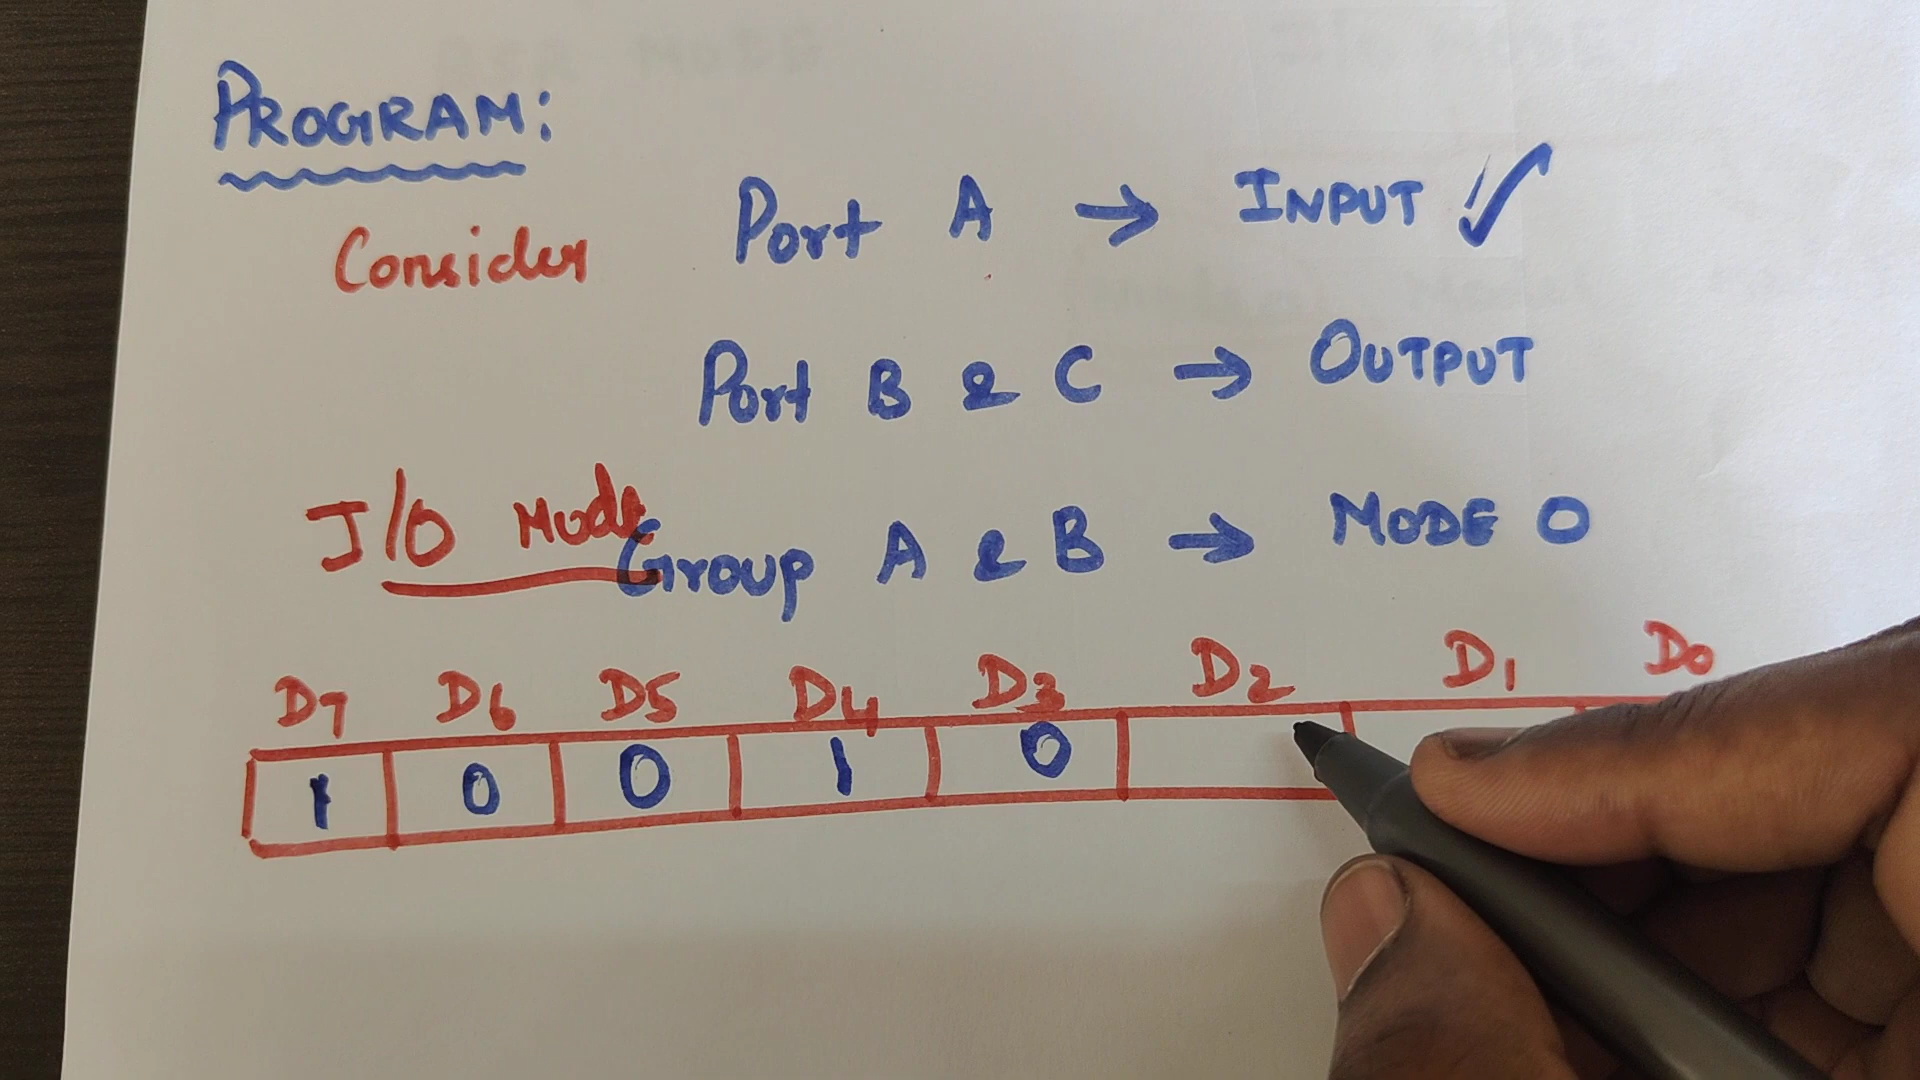 PROGRAM:
Consider Port A → INPUT ✓
Port B & C → OUTPUT
I/O Mode Group A & B → MODE 0
D7 D6 D5 D4 D3 D2 D1 D0
1 0 0 1 0